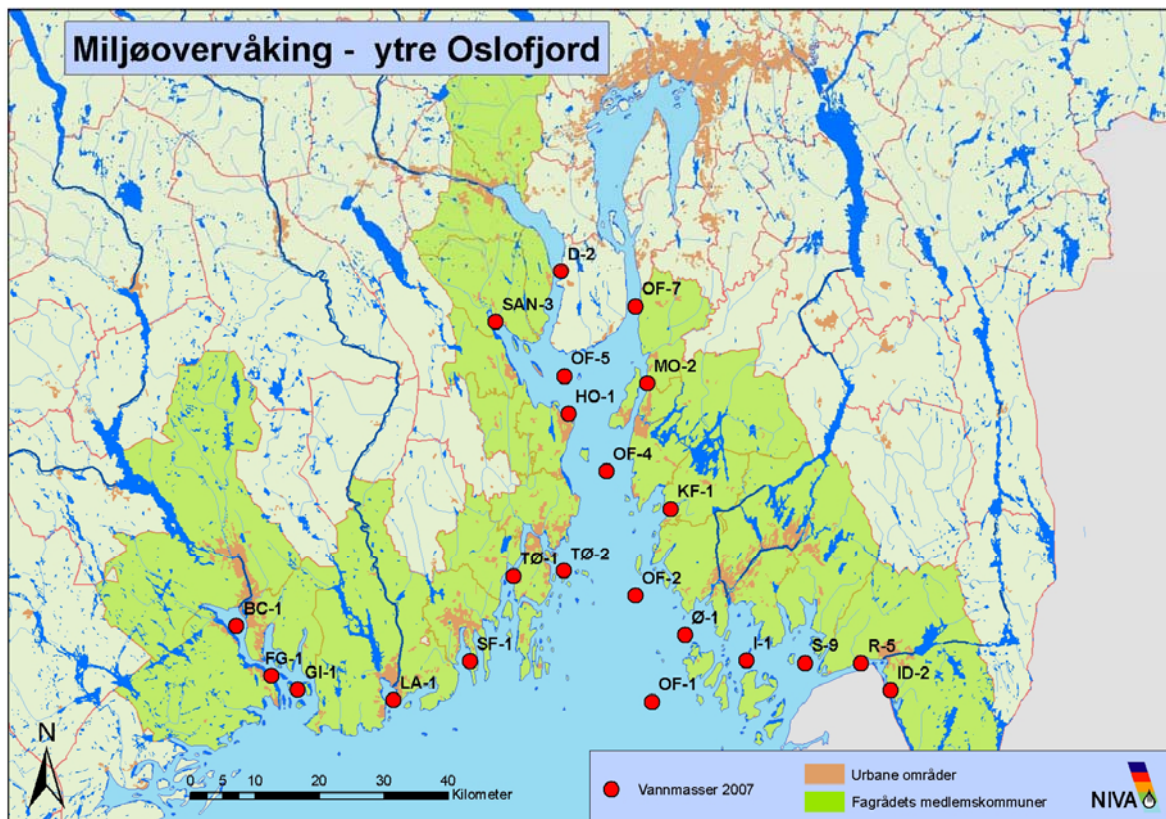 Miljøovervåking - ytre Oslofjord
D-2
OF-7
SAN-3
OF-5
MO-2
HO-1
OF-4
KF-1
TØ-1
TØ-2
OF-2
BC-1
Ø-1
SF-1
I-1
S-9
R-5
FG-1
GI-1
LA-1
OF-1
ID-2
N
0 5 10 20 30 40
Kilometer
Vannmasser 2007
Urbane områder
Fagrådets medlemskommuner
NIVA